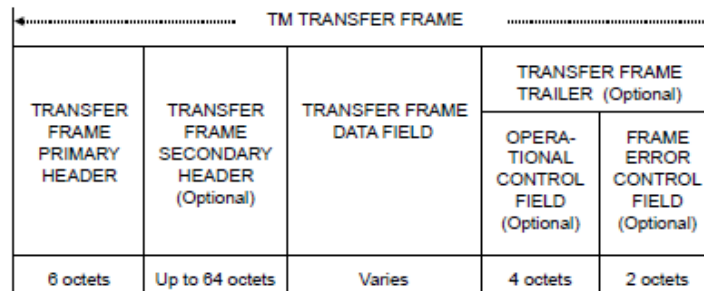 TM TRANSFER FRAME
TRANSFER
FRAME
PRIMARY
HEADER
TRANSFER
FRAME
SECONDARY
HEADER
(Optional)
TRANSFER FRAME
DATA FIELD
TRANSFER FRAME
TRAILER (Optional)
OPERA-
TIONAL
CONTROL
FIELD
(Optional)
FRAME
ERROR
CONTROL
FIELD
(Optional)
6 octets
Up to 64 octets
Varies
4 octets
2 octets